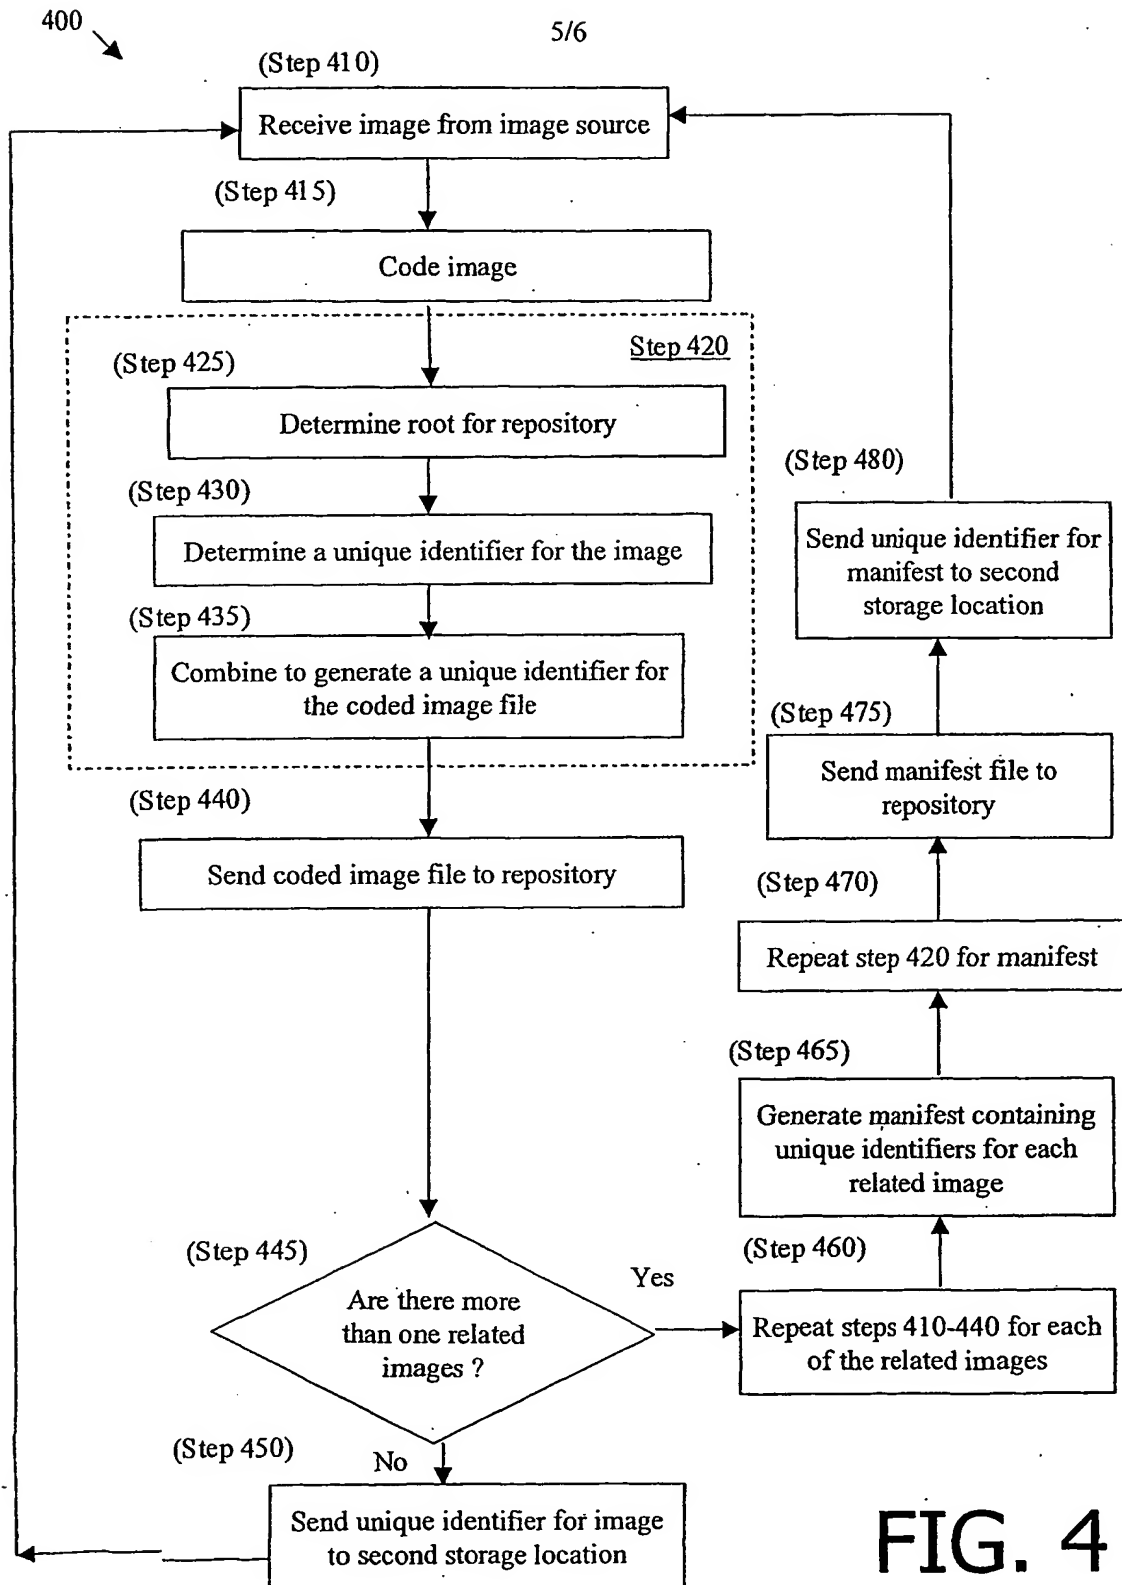 400
5/6
(Step 410)
Receive image from image source
(Step 415)
Code image
Step 420
(Step 425)
Determine root for repository
(Step 430)
Determine a unique identifier for the image
(Step 435)
Combine to generate a unique identifier for
the coded image file
(Step 440)
Send coded image file to repository
(Step 445)
Are there more
than one related
images ?
Yes
No
(Step 450)
Send unique identifier for image
to second storage location
(Step 460)
Repeat steps 410-440 for each
of the related images
(Step 465)
Generate manifest containing
unique identifiers for each
related image
(Step 470)
Repeat step 420 for manifest
(Step 475)
Send manifest file to
repository
(Step 480)
Send unique identifier for
manifest to second
storage location
FIG. 4